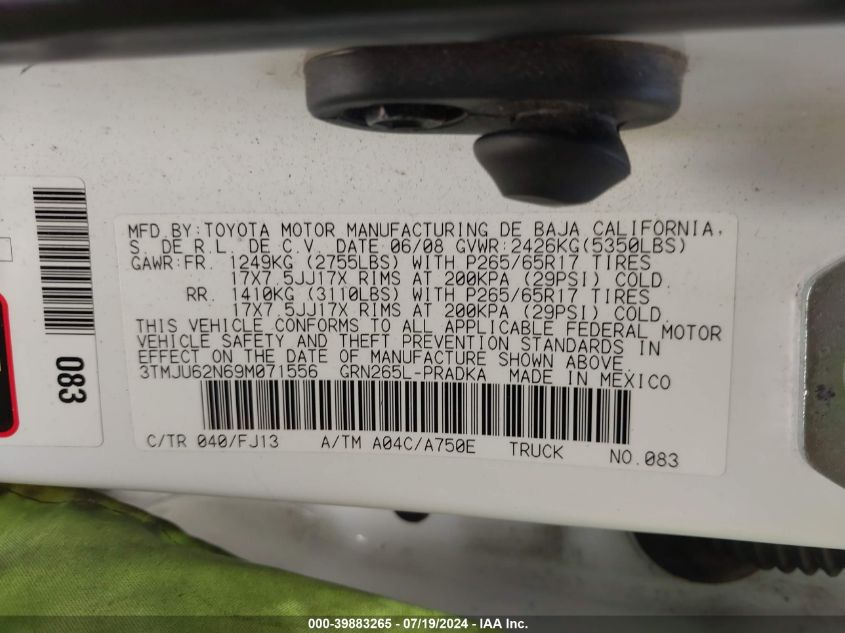 083
MFD.BY:TOYOTA MOTOR MANUFACTURING DE BAJA CALIFORNIA,
S. DE R.L. DE C.V. DATE 06/08 GVWR:2426KG(5350LBS)
GAWR:FR. 1249KG (2755LBS) WITH P265/65R17 TIRES
17X7.5JJ17X RIMS AT 200KPA (29PSI) COLD.
RR. 1410KG (3110LBS) WITH P265/65R17 TIRES
17X7.5JJ17X RIMS AT 200KPA (29PSI) COLD.
THIS VEHICLE CONFORMS TO ALL APPLICABLE FEDERAL MOTOR
VEHICLE SAFETY AND THEFT PREVENTION STANDARDS IN
EFFECT ON THE DATE OF MANUFACTURE SHOWN ABOVE.
3TMJU62N69M071556 GRN265L-PRADKA MADE IN MEXICO
C/TR 040/FJ13 A/TM A04C/A750E TRUCK NO.083
000-39883265 - 07/19/2024 - IAAI Inc.